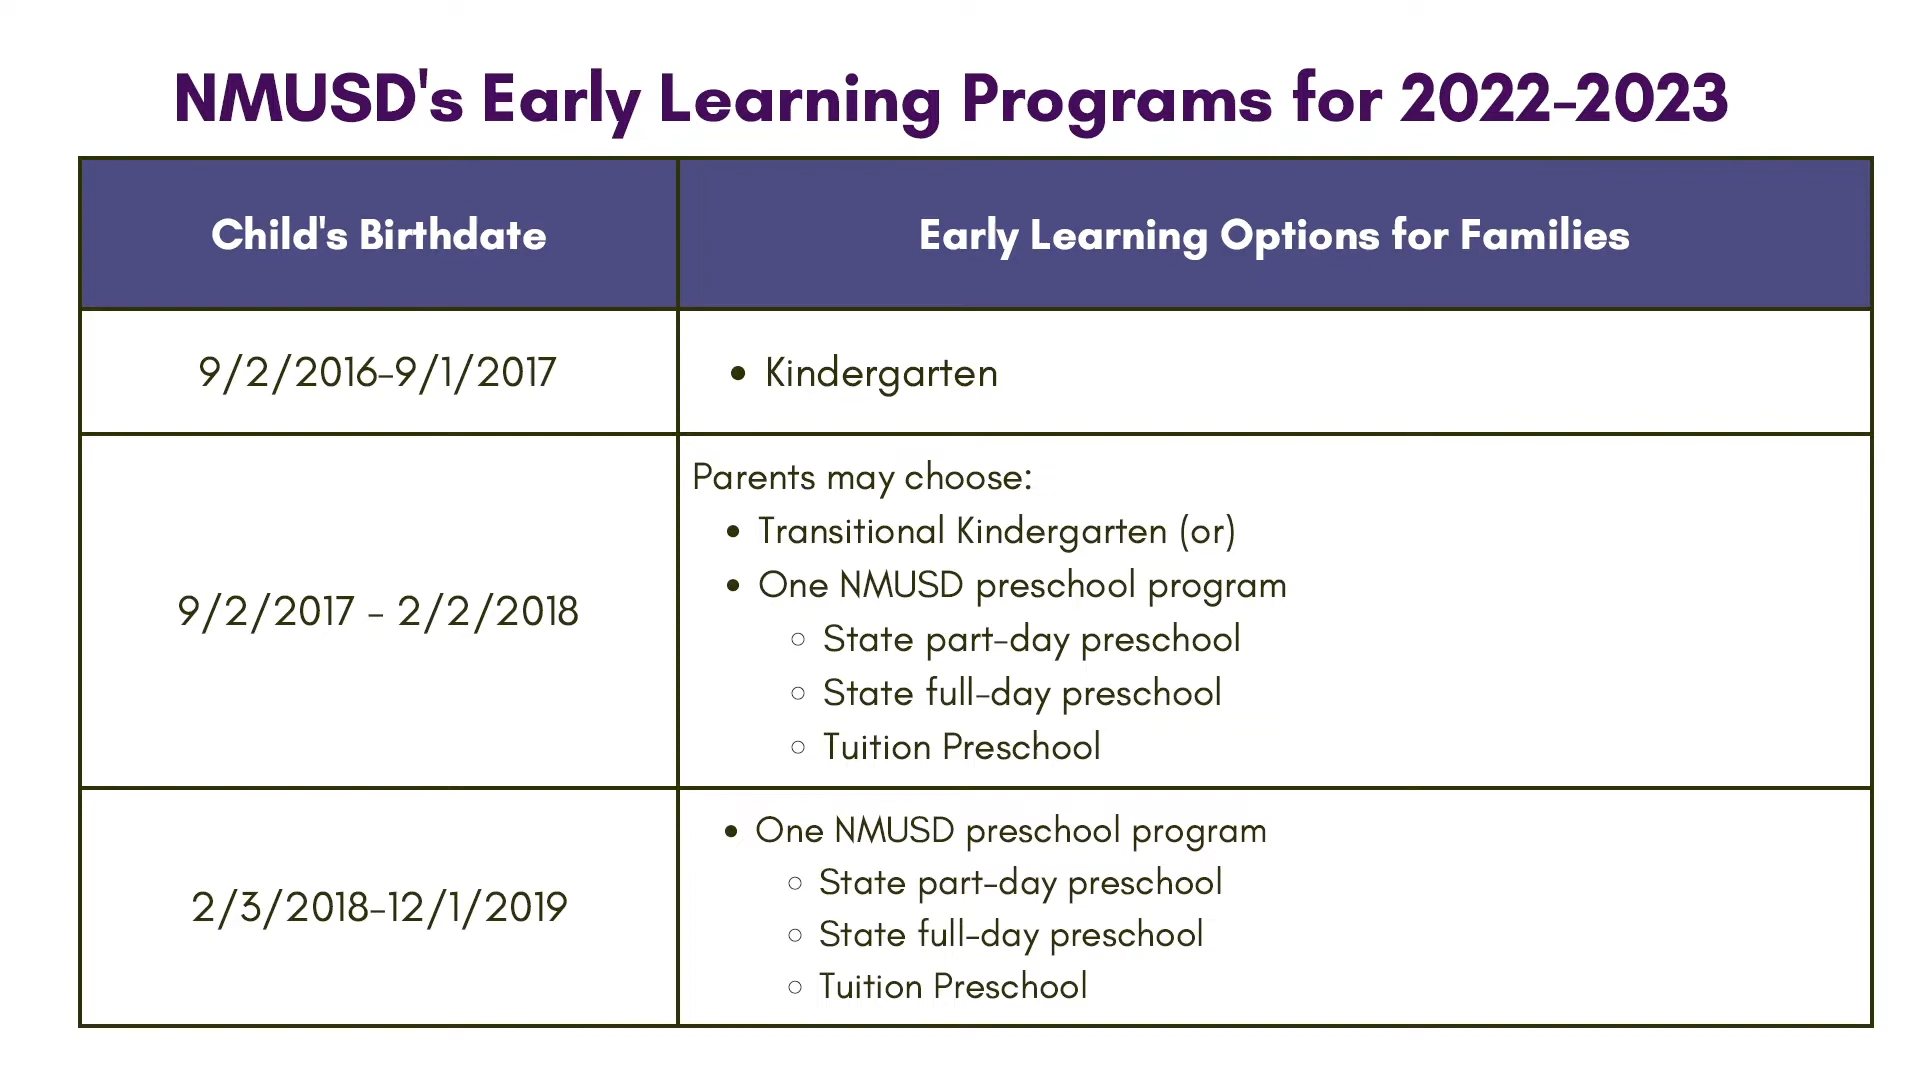 NMUSD's Early Learning Programs for 2022-2023
Child's Birthdate
Early Learning Options for Families
9/2/2016-9/1/2017
• Kindergarten
9/2/2017 - 2/2/2018
Parents may choose:
• Transitional Kindergarten (or)
• One NMUSD preschool program
○ State part-day preschool
○ State full-day preschool
○ Tuition Preschool
2/3/2018-12/1/2019
• One NMUSD preschool program
○ State part-day preschool
○ State full-day preschool
○ Tuition Preschool